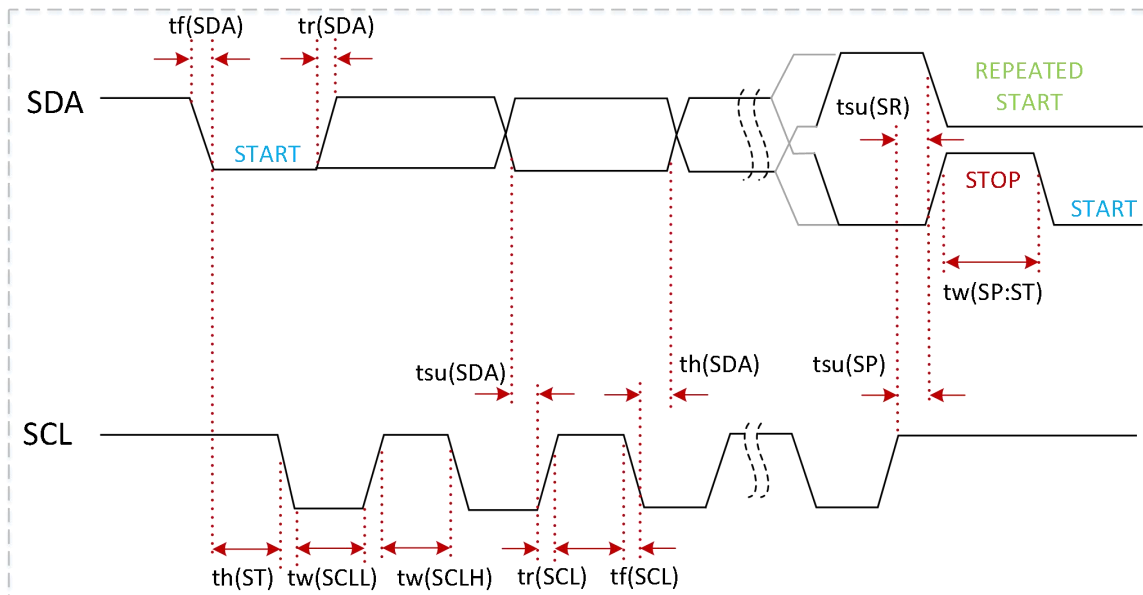 tf(SDA)
tr(SDA)
REPEATED
START
SDA
tsu(SR)
START
STOP
START
tw(SP:ST)
tsu(SDA)
th(SDA)
tsu(SP)
SCL
th(ST)
tw(SCLL)
tw(SCLH)
tr(SCL)
tf(SCL)